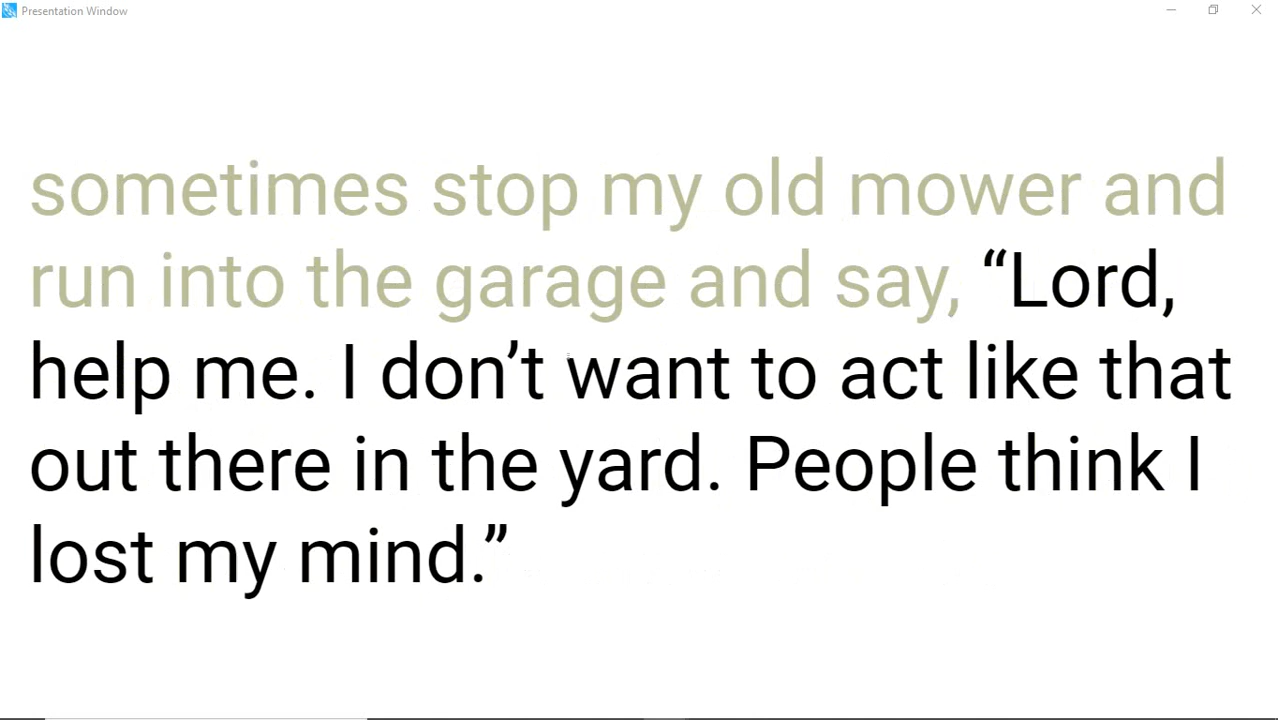 Presentation Window
sometimes stop my old mower and
run into the garage and say, “Lord,
help me. I don’t want to act like that
out there in the yard. People think I
lost my mind.”